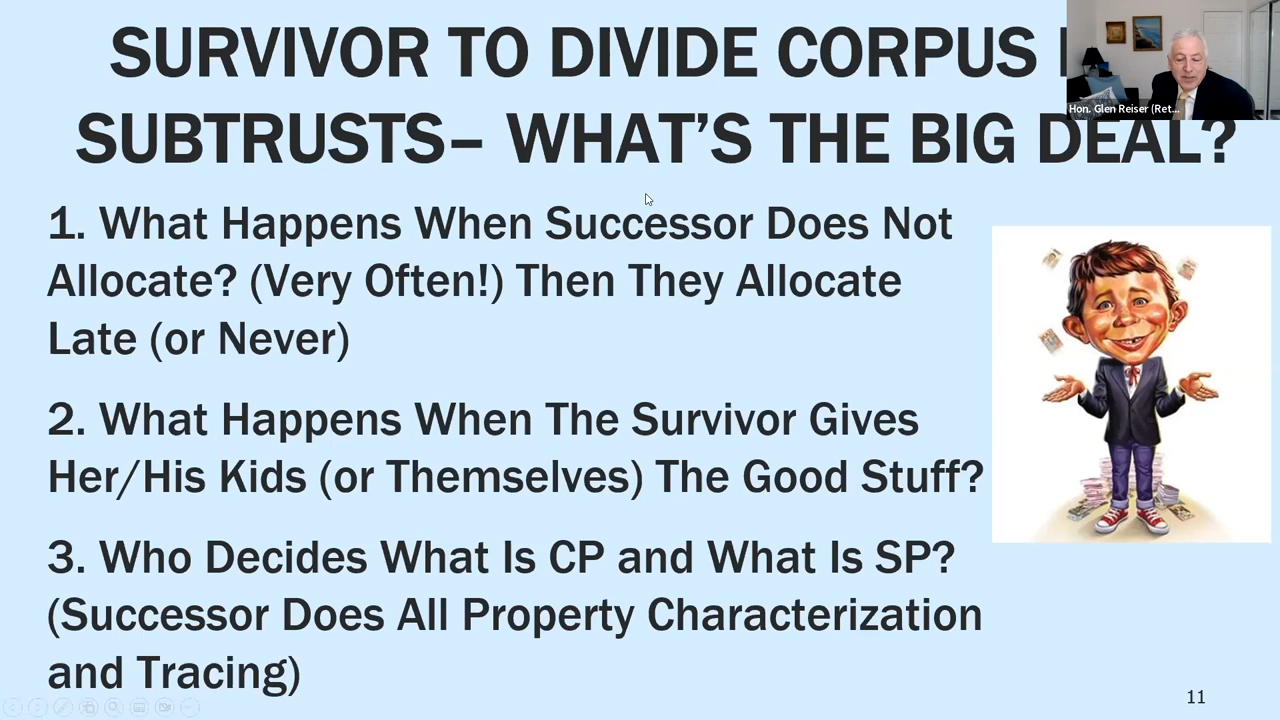 SURVIVOR TO DIVIDE CORPUS
SUBTRUSTS– WHAT’S THE BIG DEAL?
Hon. Glen Reiser (Ret...
1. What Happens When Successor Does Not
Allocate? (Very Often!) Then They Allocate
Late (or Never)
2. What Happens When The Survivor Gives
Her/His Kids (or Themselves) The Good Stuff?
3. Who Decides What Is CP and What Is SP?
(Successor Does All Property Characterization
and Tracing)
11